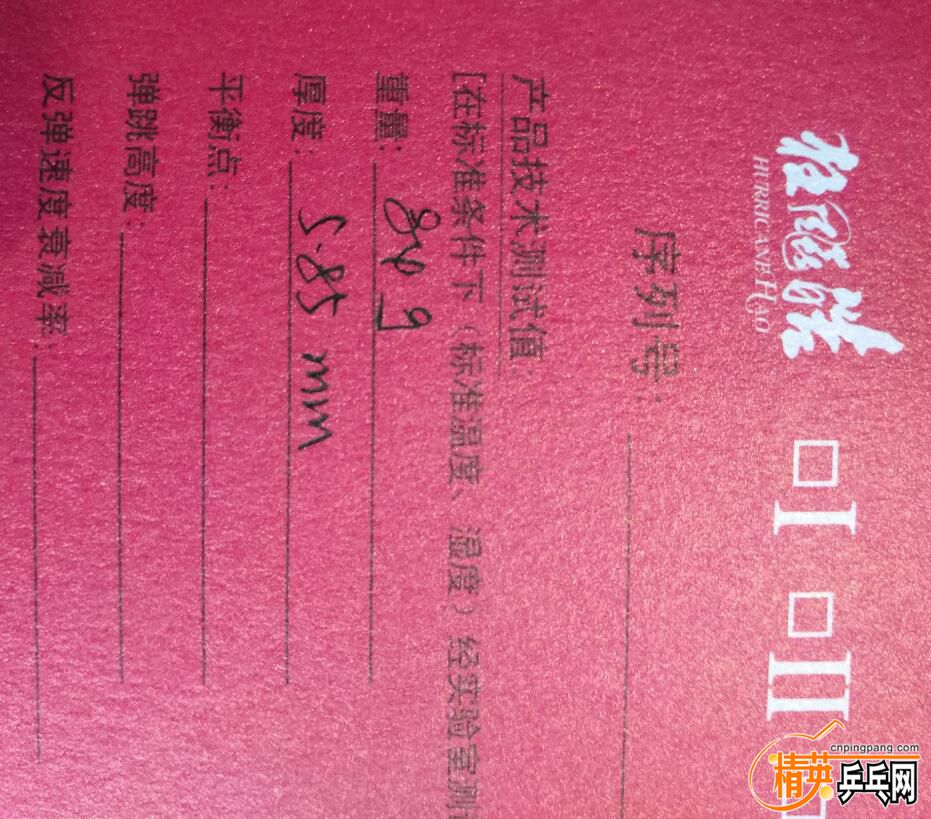 狂飚皓 □I □II
HURRICANE HAO
序列号：
产品技术测试值：
[在标准条件下（标准温度、湿度）经实验室测
重量： g
厚度：5.85 mm
平衡点：
弹跳高度：
反弹速度衰减率：
cnpingpang.com
精英乒乓网